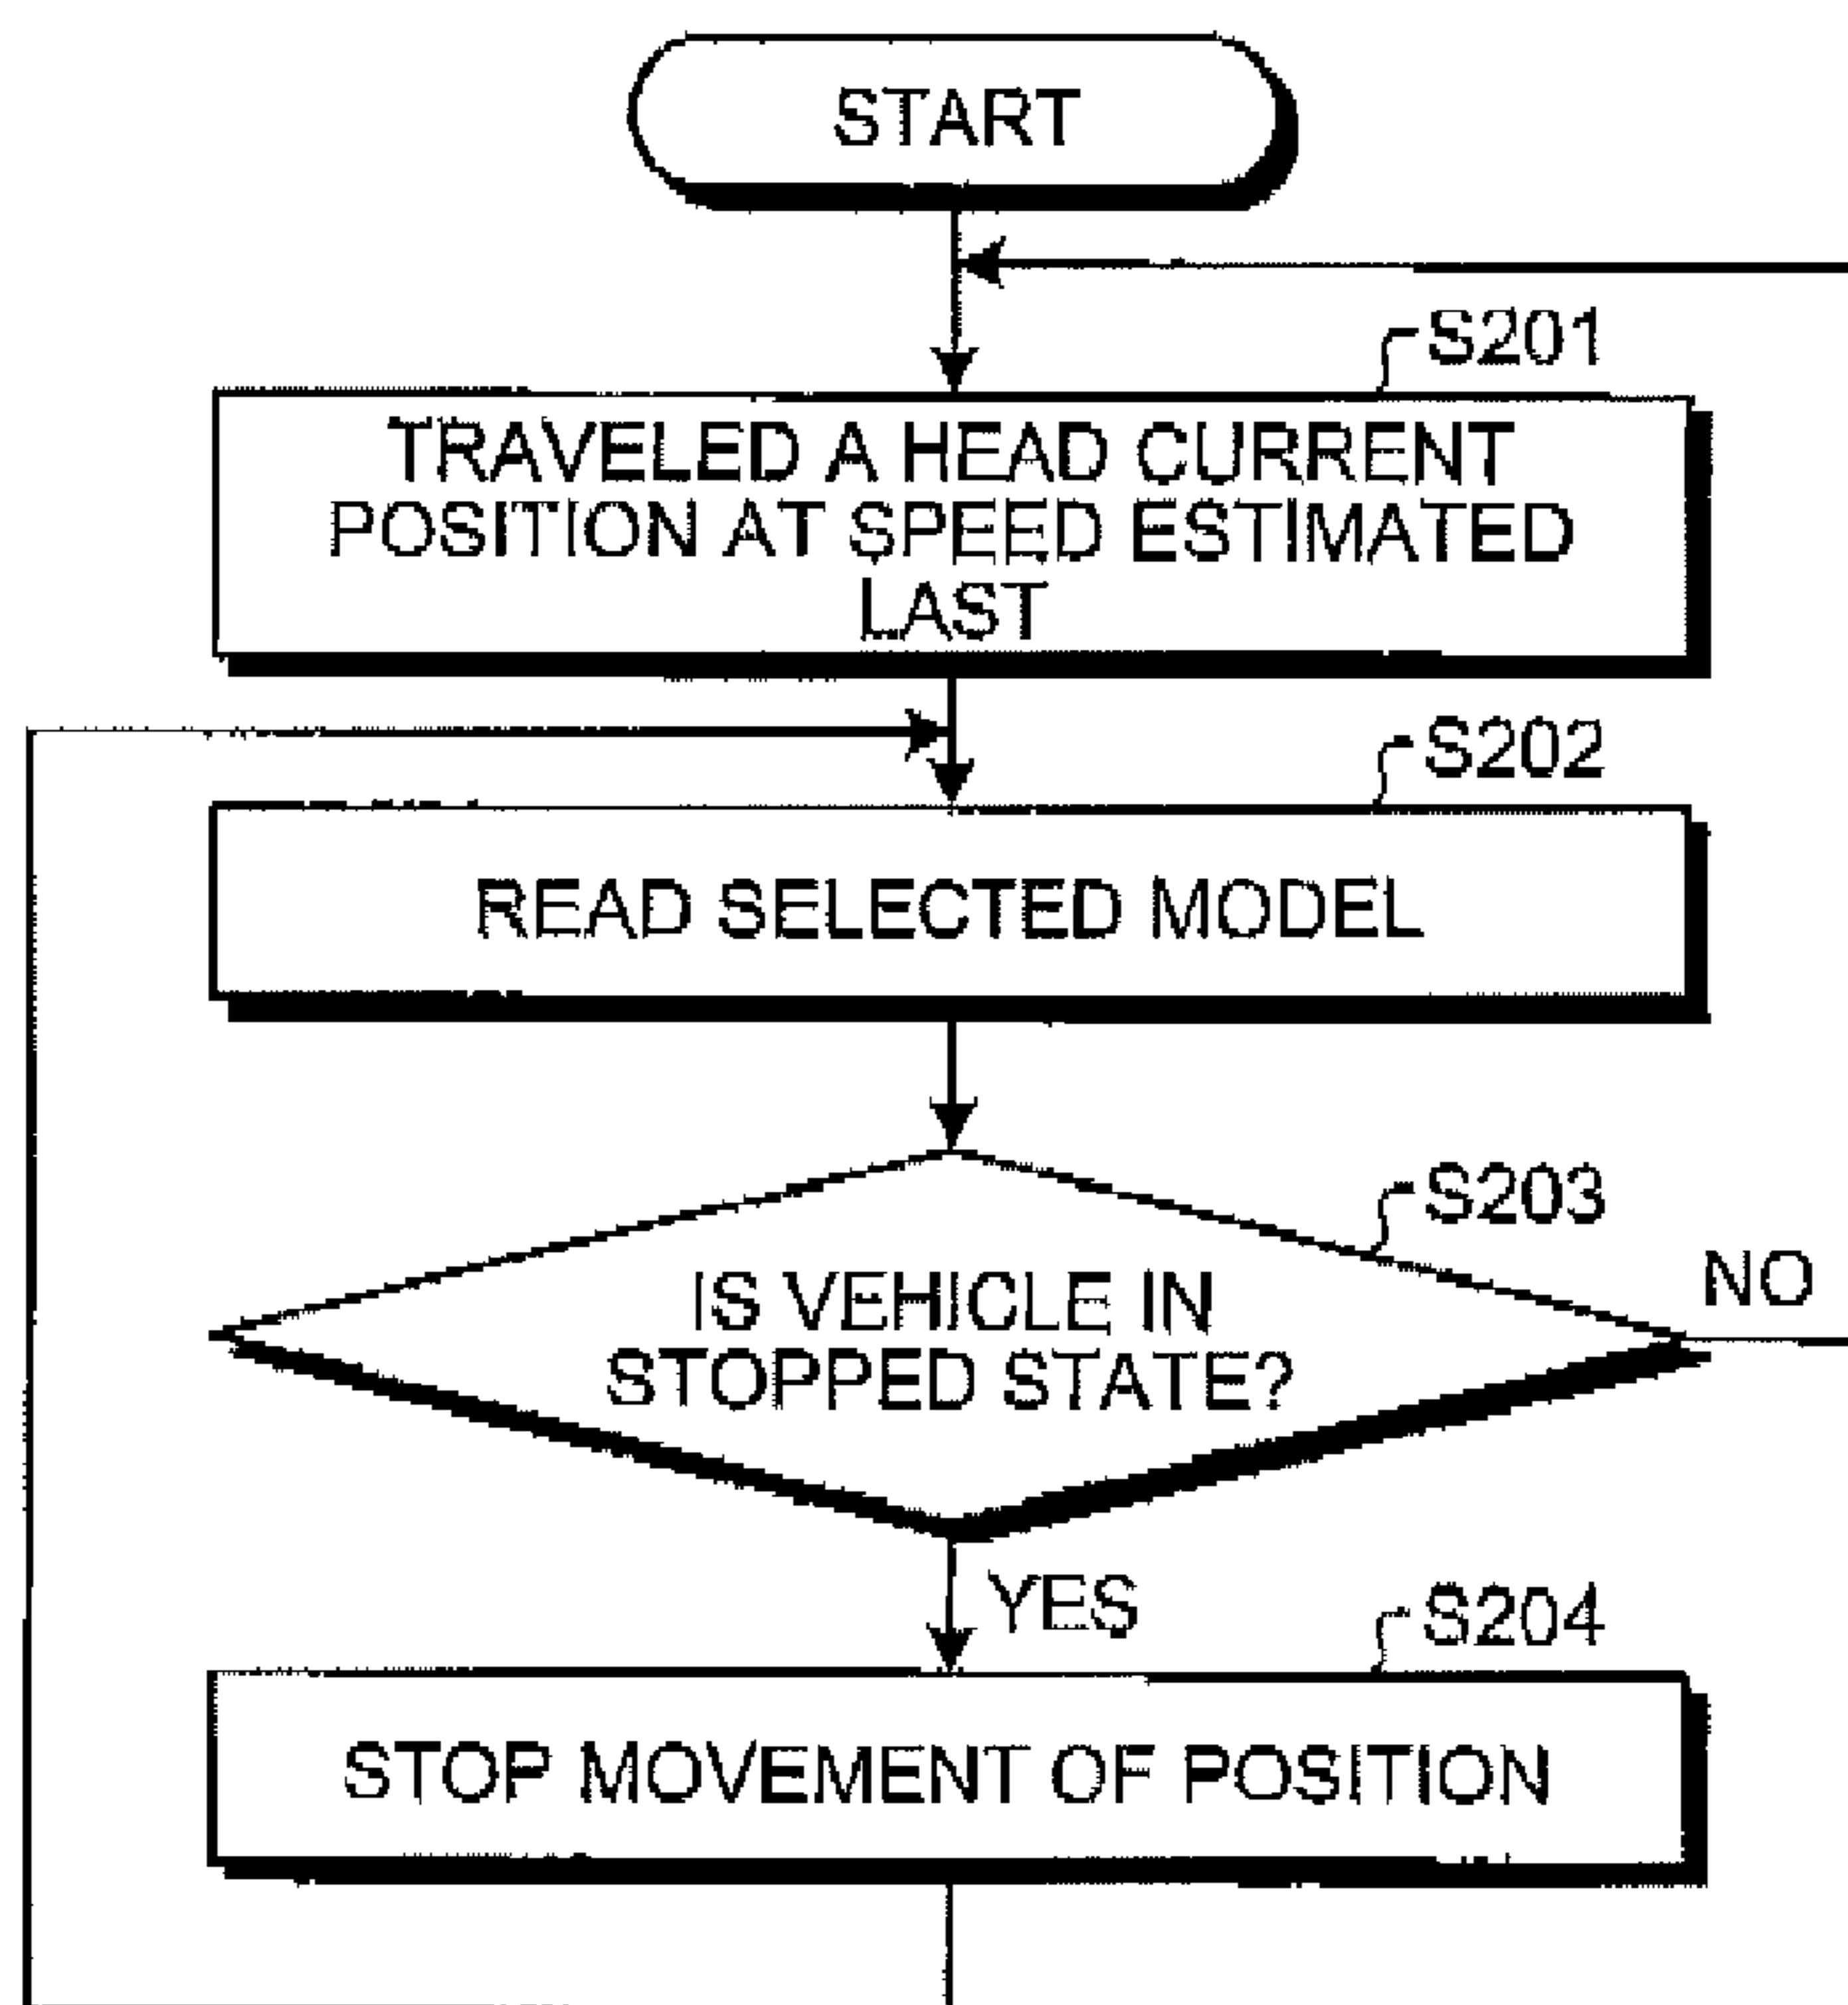 START
S201
TRAVELED A HEAD CURRENT
POSITION AT SPEED ESTIMATED
LAST
S202
READ SELECTED MODEL
S203
NO
IS VEHICLE IN
STOPPED STATE?
YES
S204
STOP MOVEMENT OF POSITION